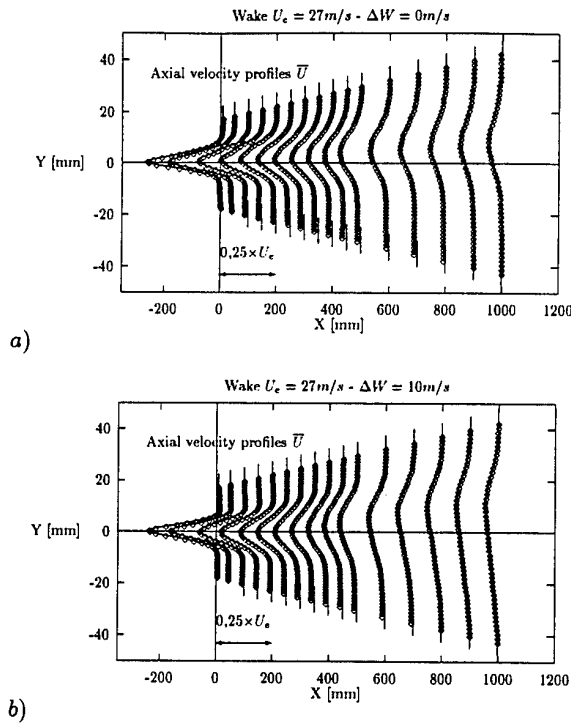 Wake U_e = 27m/s - ΔW = 0m/s
40
Axial velocity profiles U̅
20
Y [mm]
0
-20
0,25×U_e
-40
-200 0 200 400 600 800 1000 1200
X [mm]
a)
Wake U_e = 27m/s - ΔW = 10m/s
40
Axial velocity profiles U̅
20
Y [mm]
0
-20
0,25×U_e
-40
-200 0 200 400 600 800 1000 1200
X [mm]
b)